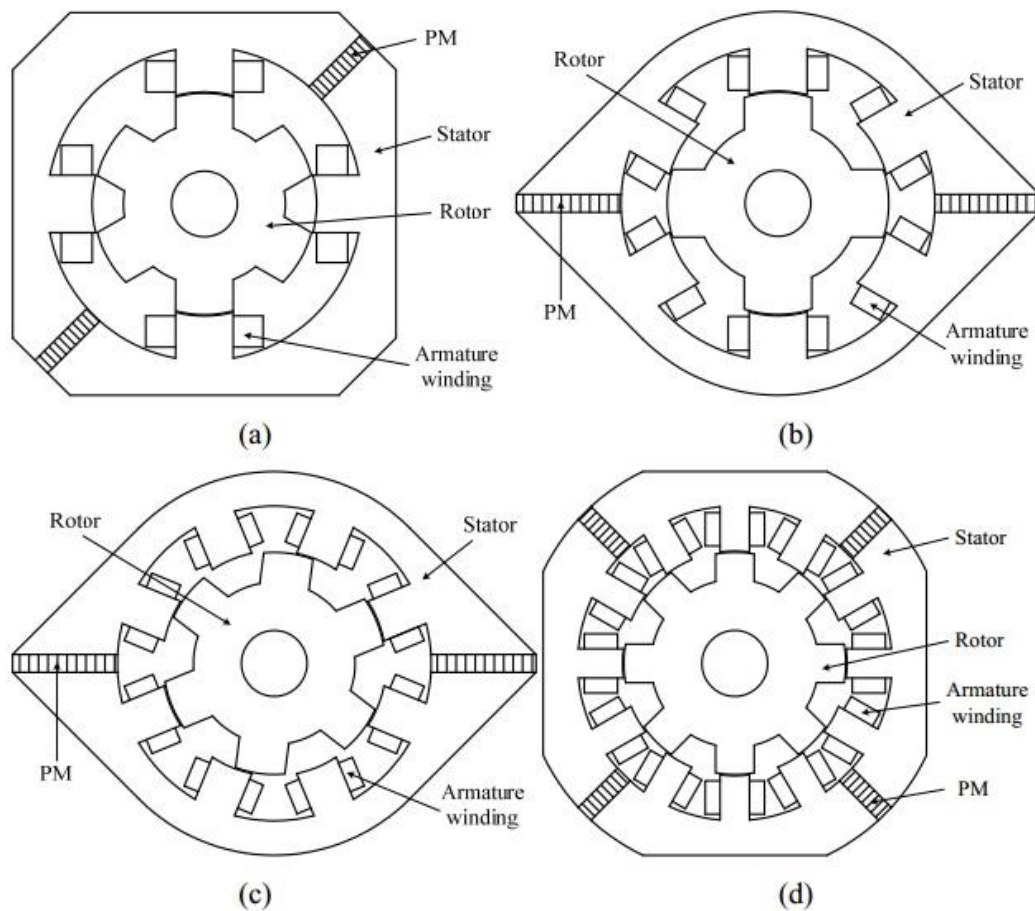 PM
Stator
Rotor
Armature
winding
(a)
Rotor
Stator
PM
Armature
winding
(b)
Rotor
Stator
PM
Armature
winding
(c)
Stator
Rotor
Armature
winding
PM
(d)